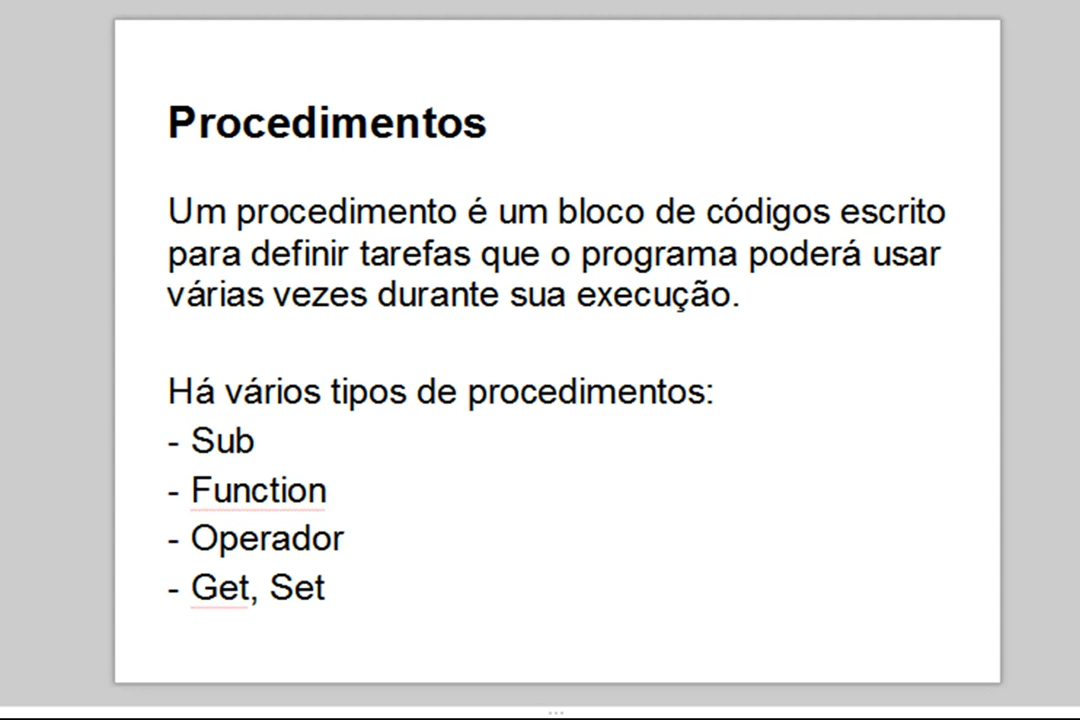 Procedimentos
Um procedimento é um bloco de códigos escrito
para definir tarefas que o programa poderá usar
várias vezes durante sua execução.
Há vários tipos de procedimentos:
- Sub
- Function
- Operador
- Get, Set